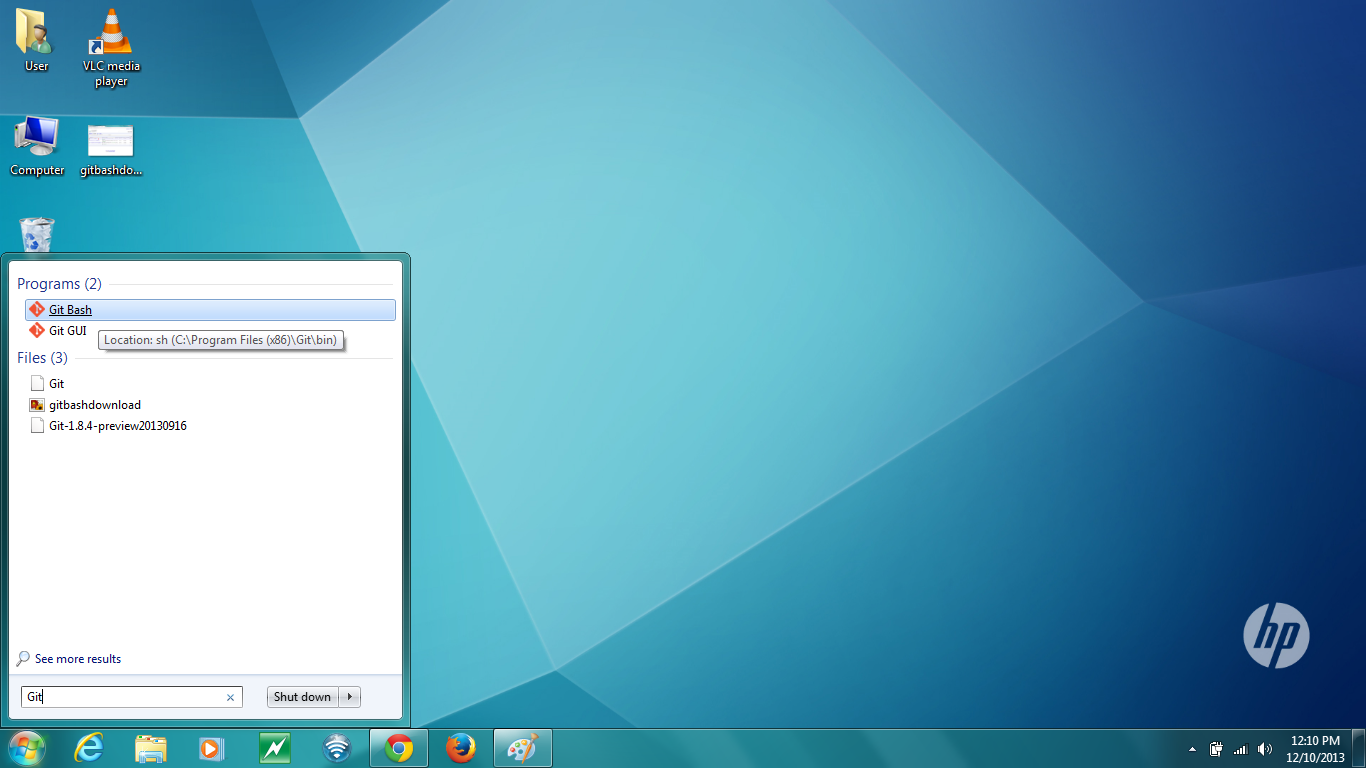 User
VLC media
player
Computer
gitbashdo...
Programs (2)
Git Bash
Git GUI
Location: sh (C:\Program Files (x86)\Git\bin)
Files (3)
Git
gitbashdownload
Git-1.8.4-preview20130916
See more results
Git
Shut down
hp
12:10 PM
12/10/2013